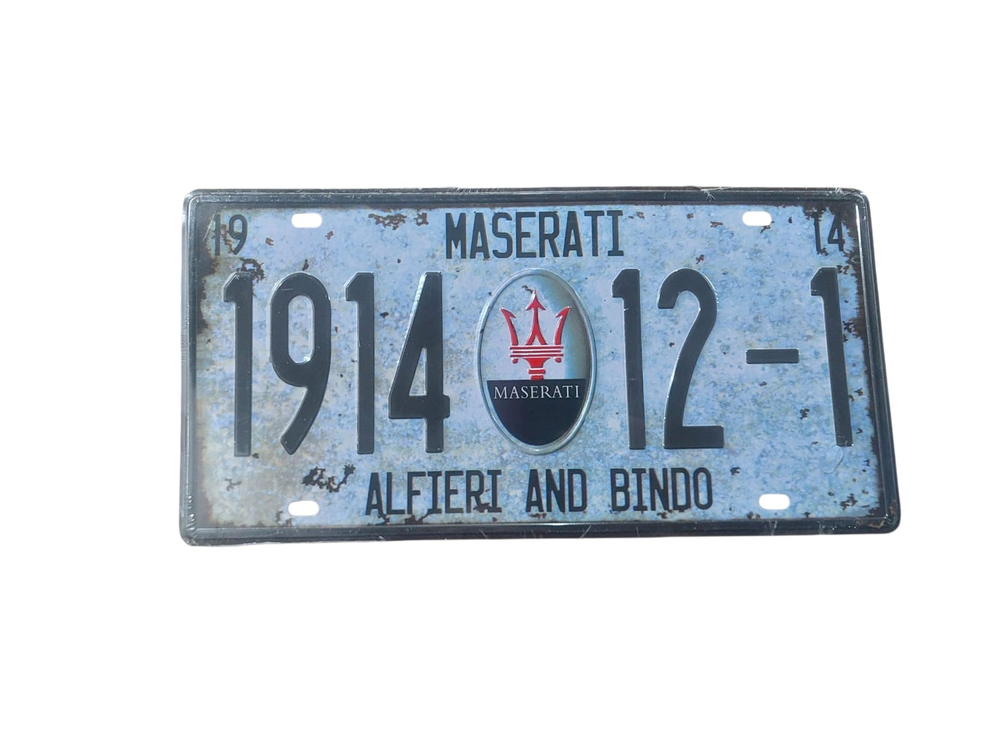 19 MASERATI 14
1914 12-1
MASERATI
ALFIERI AND BINDO